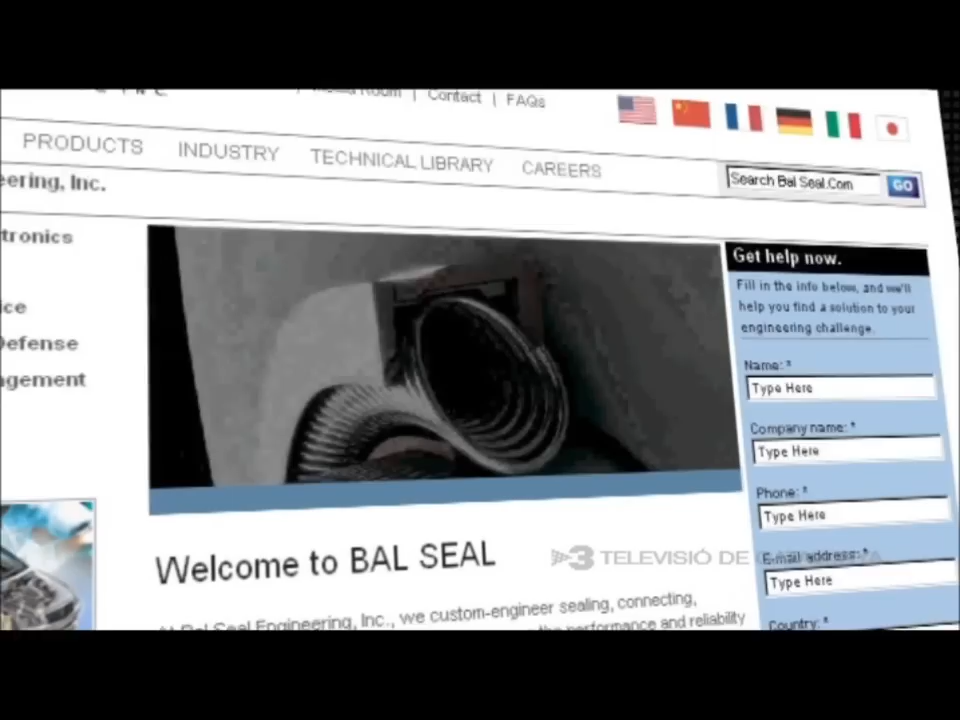 Contact | FAQs
PRODUCTS INDUSTRY TECHNICAL LIBRARY CAREERS
Search Bal Seal.Com GO
eering, Inc.
tronics
ice
Defense
agement
Get help now.
Fill in the info below, and we'll
help you find a solution to your
engineering challenge.
Name: *
Type Here
Company name: *
Type Here
Phone: *
Type Here
E-mail address: *
Type Here
Country: *
Welcome to BAL SEAL
3 TELEVISIÓ DE
At Bal Seal Engineering, Inc., we custom-engineer sealing, connecting,
the performance and reliability